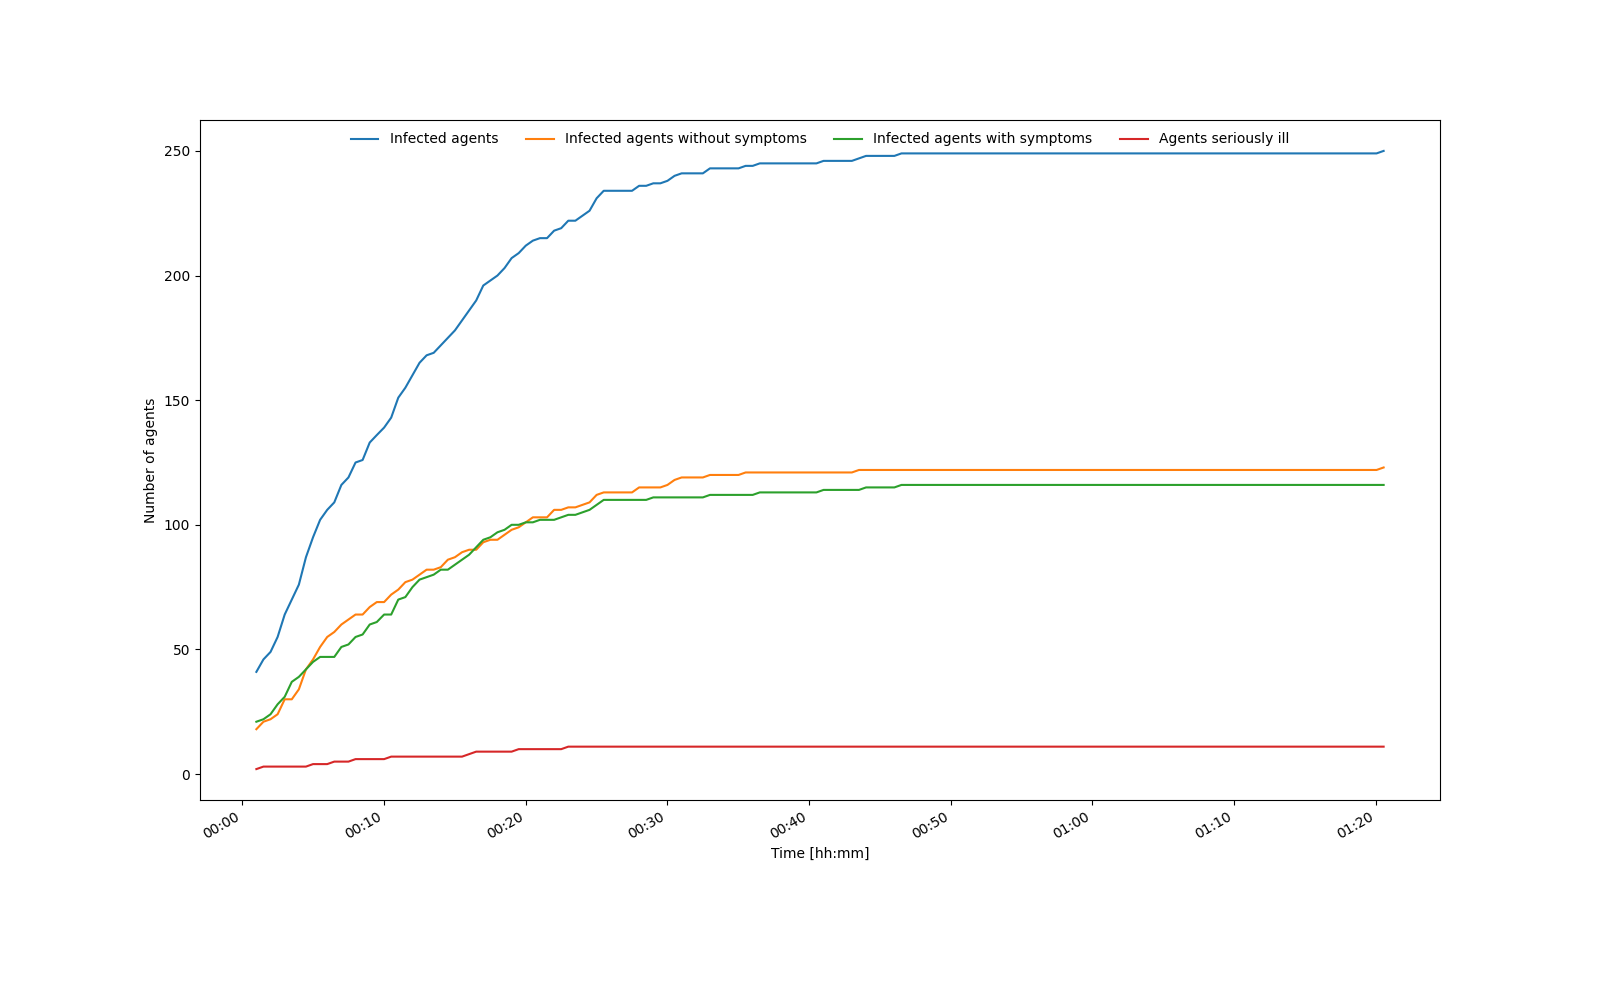 Infected agents Infected agents without symptoms Infected agents with symptoms Agents seriously ill
250
200
150
100
50
0
Number of agents
00:00 00:10 00:20 00:30 00:40 00:50 01:00 01:10 01:20
Time [hh:mm]